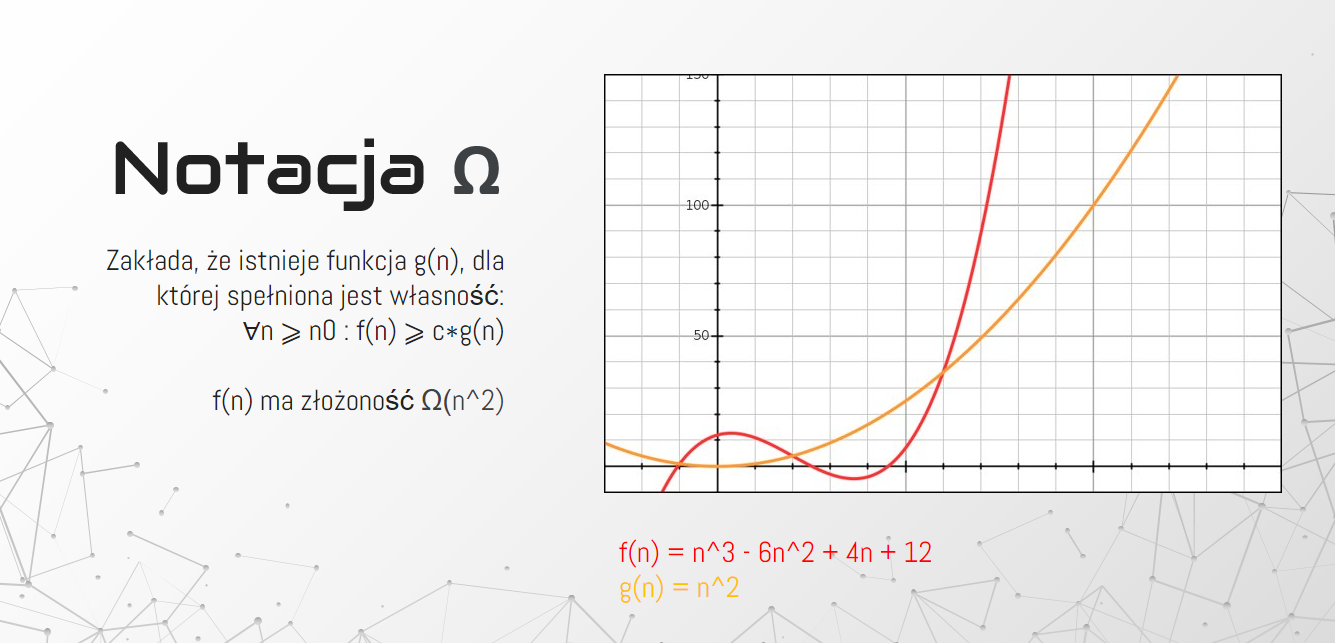 Notacja Ω
Zakłada, że istnieje funkcja g(n), dla
której spełniona jest własność:
∀n ⩾ n0 : f(n) ⩾ c*g(n)
f(n) ma złożoność Ω(n^2)
150
100
50
f(n) = n^3 - 6n^2 + 4n + 12
g(n) = n^2